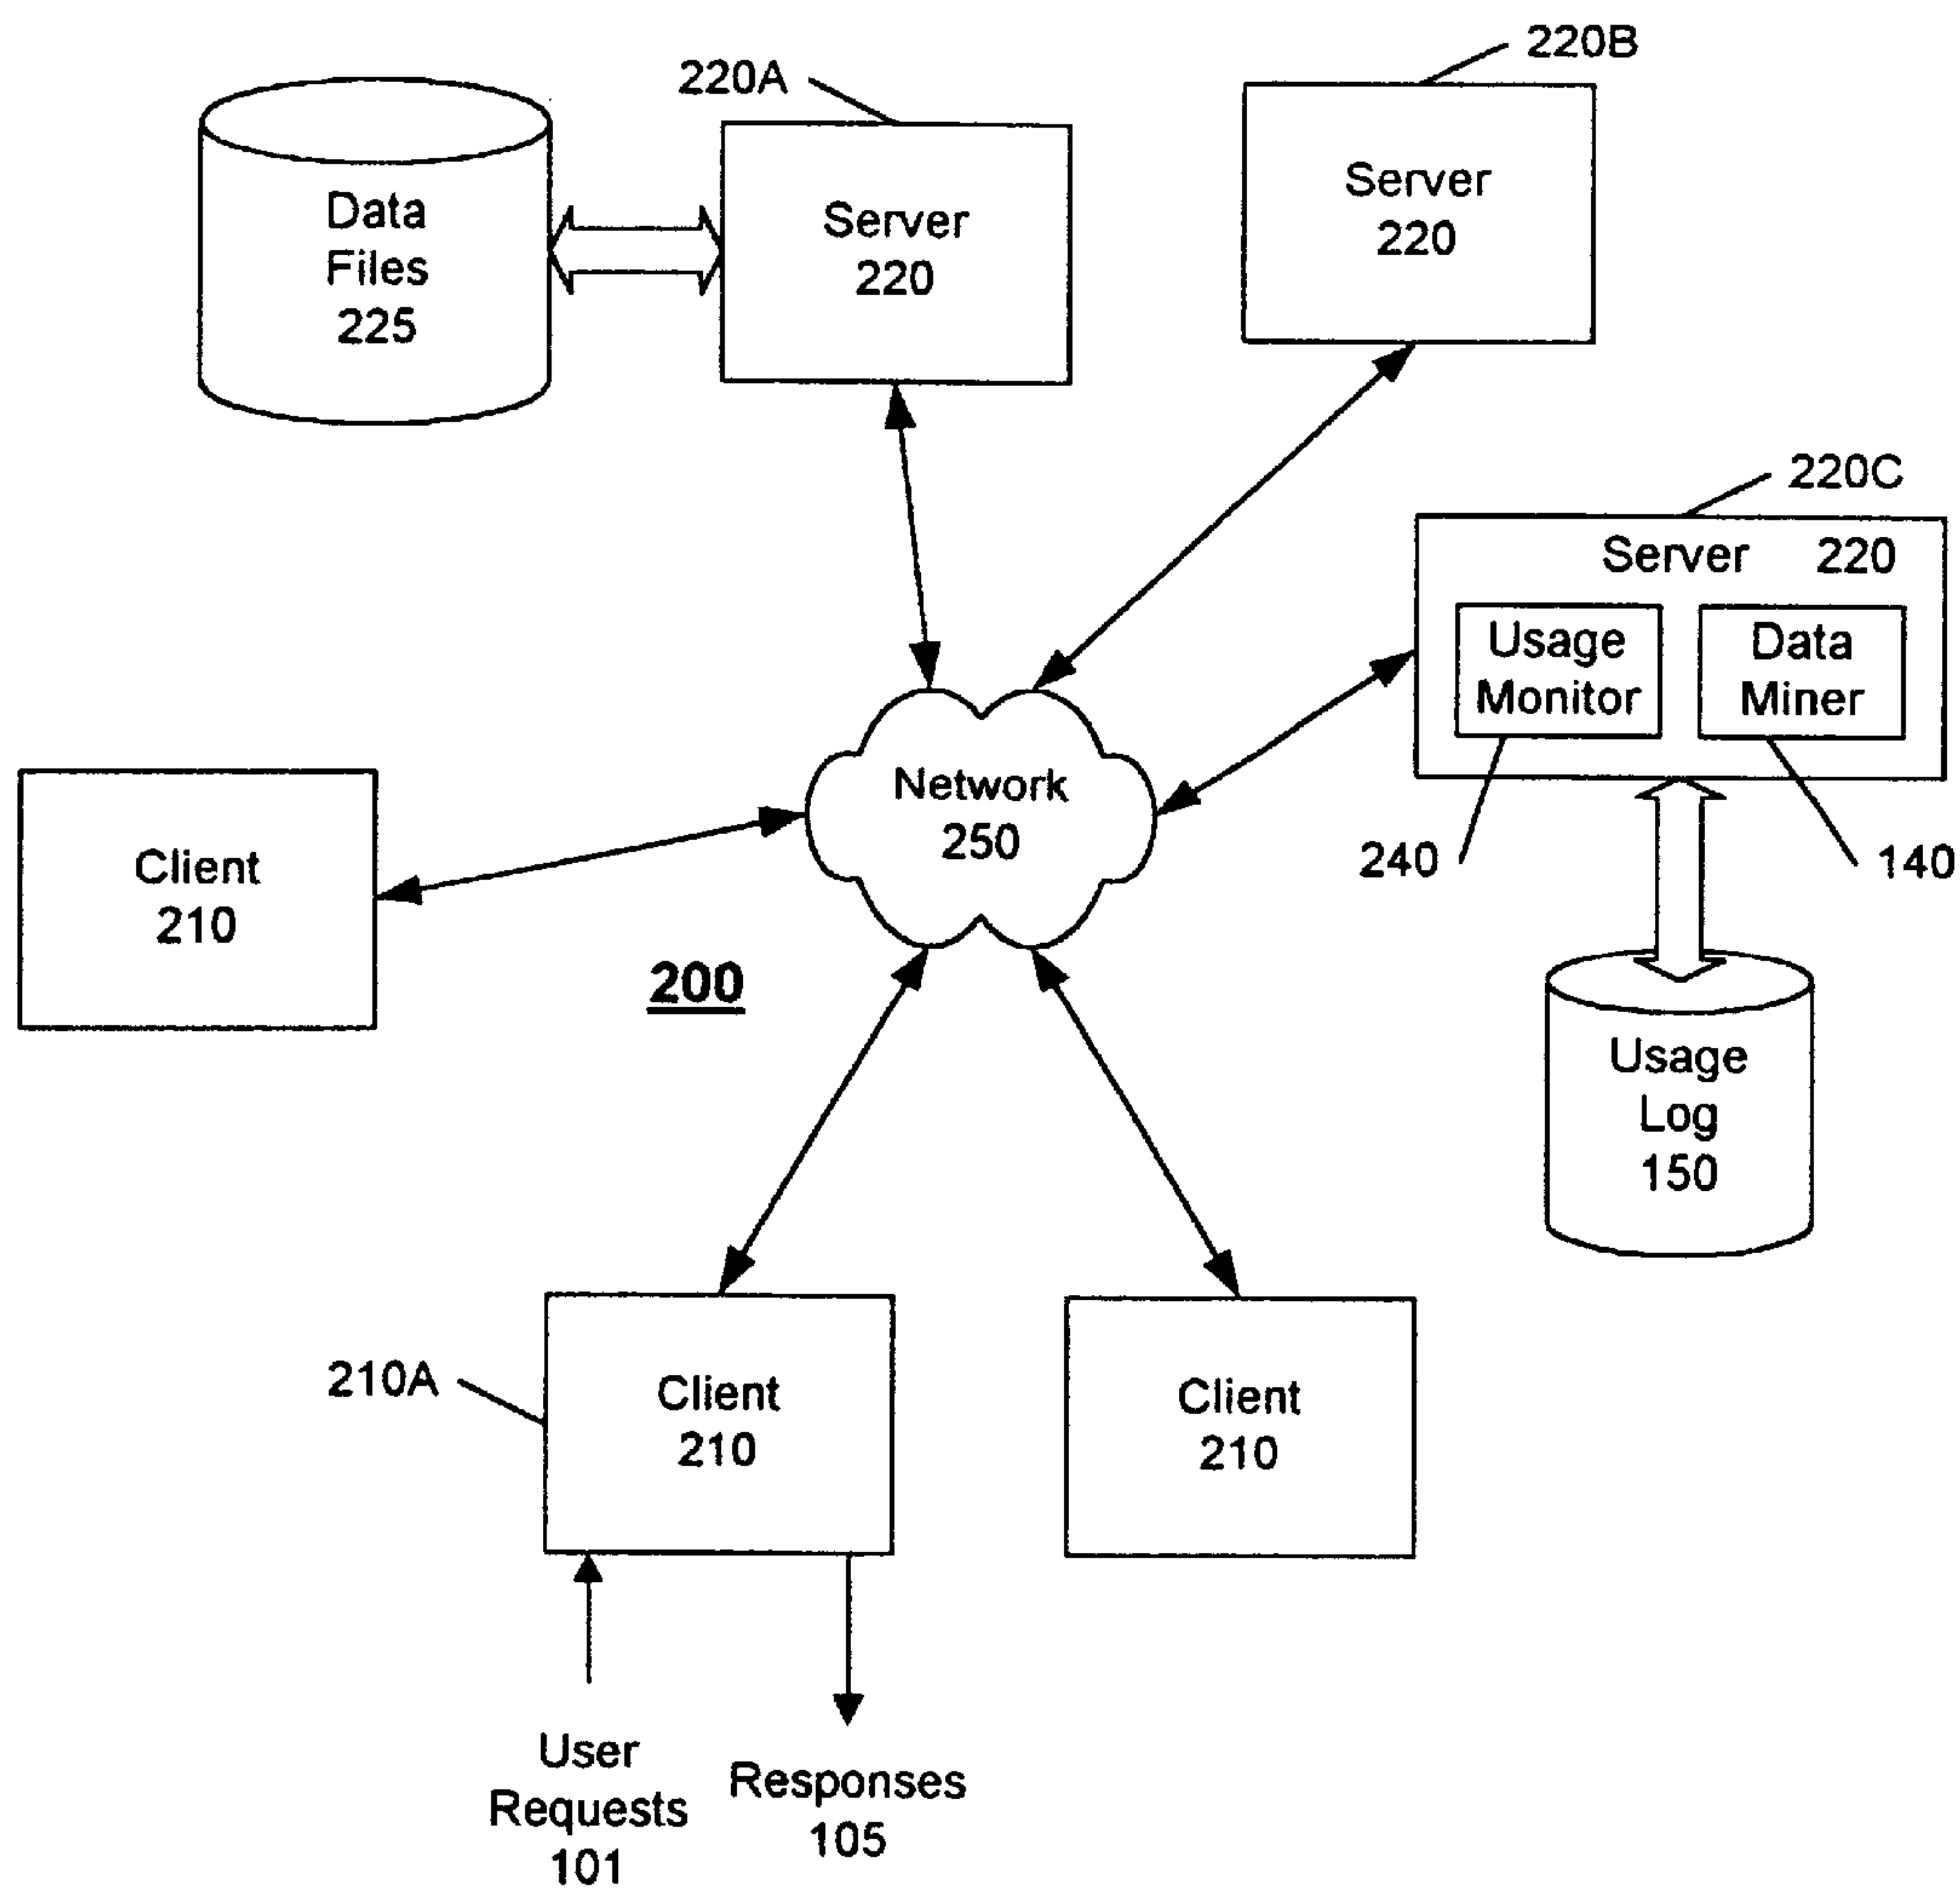 220B
220A
Data
Files
225
Server
220
Server
220
220C
Server 220
Usage
Monitor
Data
Miner
240
140
Network
250
Client
210
200
Usage
Log
150
210A
Client
210
Client
210
User
Requests
101
Responses
105